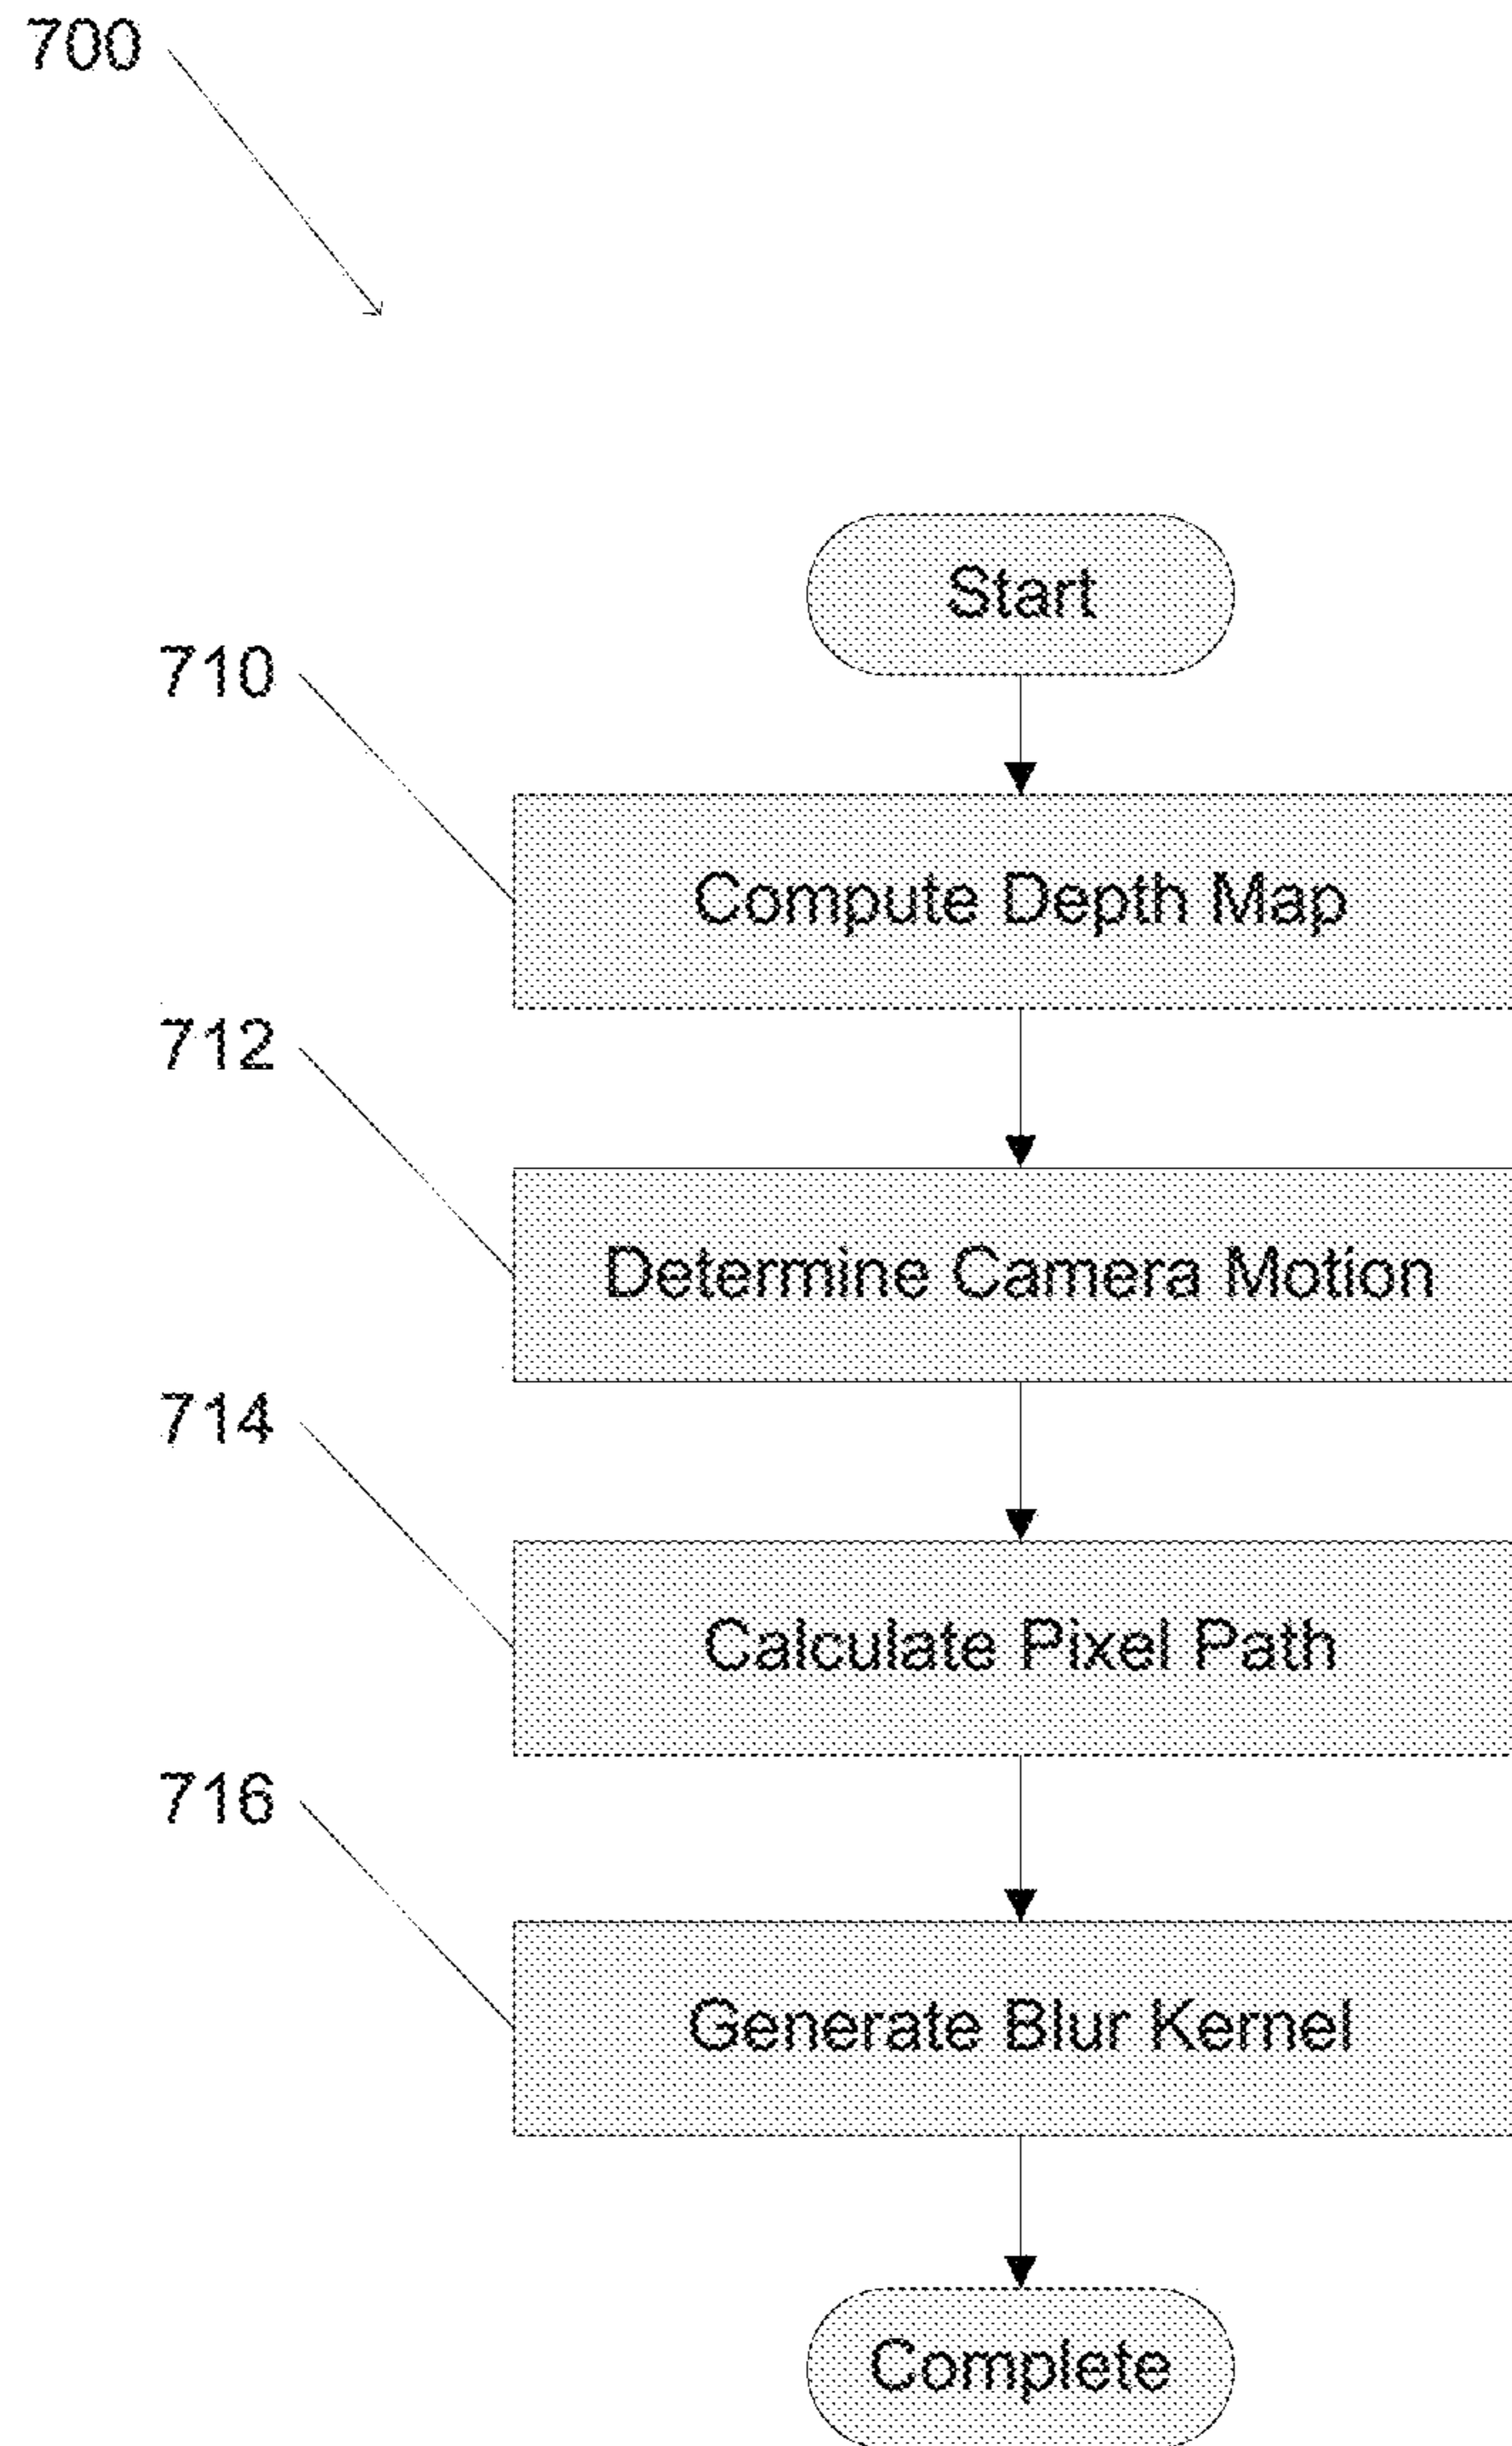 700
Start
710
Compute Depth Map
712
Determine Camera Motion
714
Calculate Pixel Path
716
Generate Blur Kernel
Complete